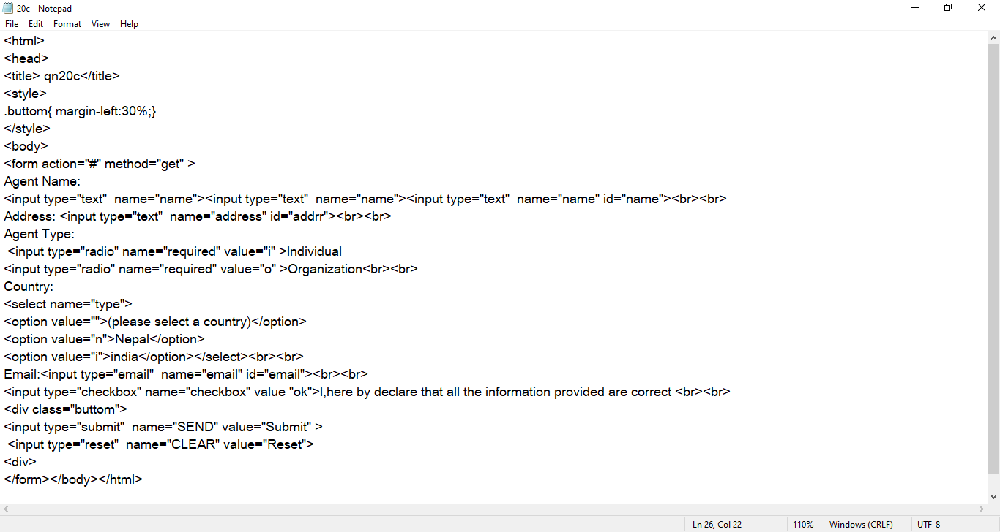 20c - Notepad
File Edit Format View Help
<html>
<head>
<title> qn20c</title>
<style>
.buttom{ margin-left:30%;}
</style>
<body>
<form action="#" method="get" >
Agent Name:
<input type="text"  name="name"><input type="text"  name="name"><input type="text"  name="name" id="name"><br><br>
Address: <input type="text"  name="address" id="addrr"><br><br>
Agent Type:
 <input type="radio" name="required" value="i" >Individual
<input type="radio" name="required" value="o" >Organization<br><br>
Country:
<select name="type">
<option value="">(please select a country)</option>
<option value="n">Nepal</option>
<option value="i">india</option></select><br><br>
Email:<input type="email"  name="email" id="email"><br><br>
<input type="checkbox" name="checkbox" value "ok">I,here by declare that all the information provided are correct <br><br>
<div class="buttom">
<input type="submit"  name="SEND" value="Submit" >
 <input type="reset"  name="CLEAR" value="Reset">
<div>
</form></body></html>
Ln 26, Col 22 110% Windows (CRLF) UTF-8